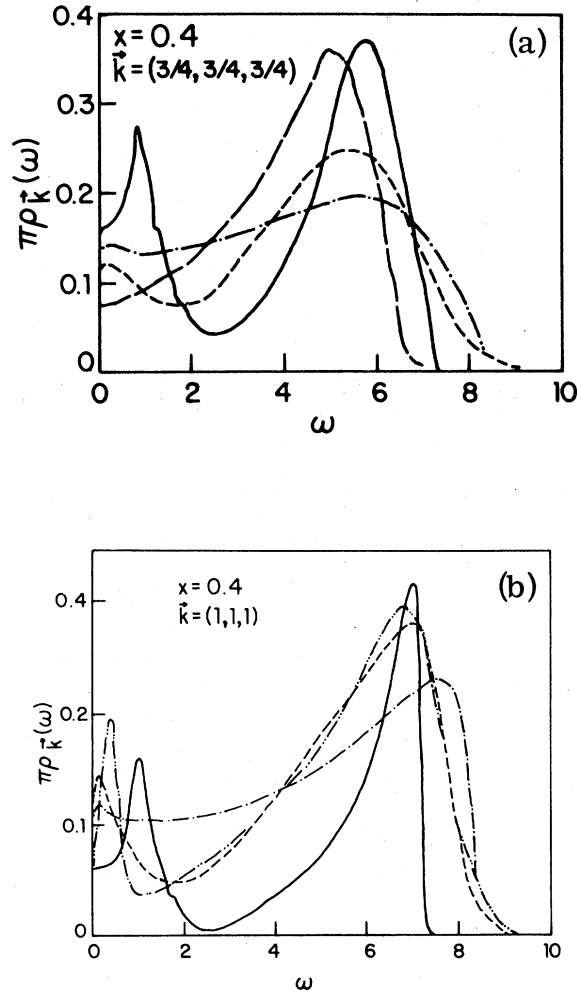 0.4
x = 0.4
k⃗ = (3/4, 3/4, 3/4)
(a)
0.3
0.2
0.1
0
πρk⃗(ω)
0 2 4 6 8 10
ω
(b)
x = 0.4
k⃗ = (1,1,1)
0.4
0.2
0.1
0
πρk⃗(ω)
0 2 4 6 8 10
ω